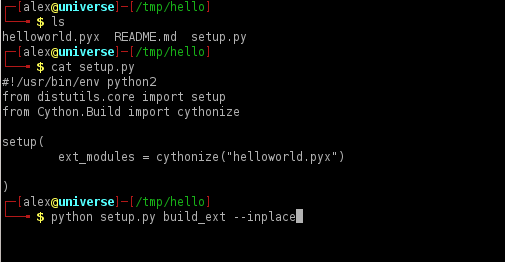 [alex@universe]-[/tmp/hello]
$ ls
helloworld.pyx README.md setup.py
[alex@universe]-[/tmp/hello]
$ cat setup.py
#!/usr/bin/env python2
from distutils.core import setup
from Cython.Build import cythonize
setup(
ext_modules = cythonize("helloworld.pyx")
)
[alex@universe]-[/tmp/hello]
$ python setup.py build_ext --inplace